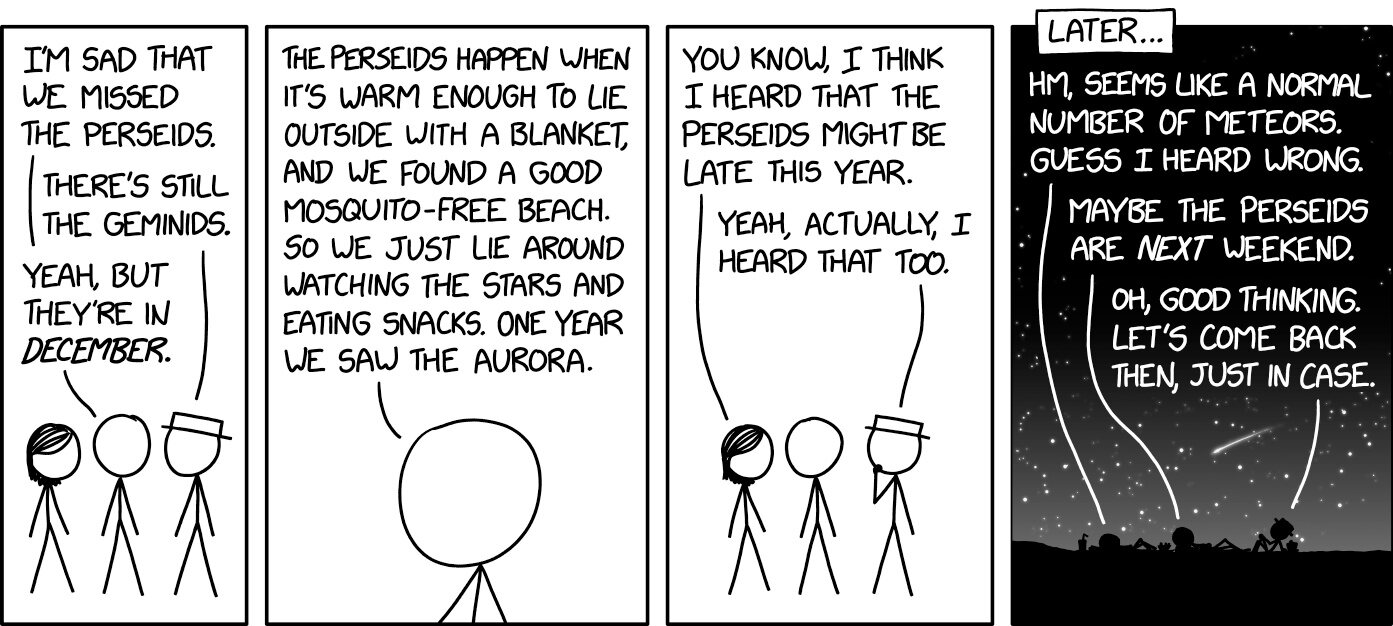 I'M SAD THAT
WE MISSED
THE PERSEIDS.
THERE'S STILL
THE GEMINIDS.
YEAH, BUT
THEY'RE IN
DECEMBER.
THE PERSEIDS HAPPEN WHEN
IT'S WARM ENOUGH TO LIE
OUTSIDE WITH A BLANKET,
AND WE FOUND A GOOD
MOSQUITO-FREE BEACH.
SO WE JUST LIE AROUND
WATCHING THE STARS AND
EATING SNACKS. ONE YEAR
WE SAW THE AURORA.
YOU KNOW, I THINK
I HEARD THAT THE
PERSEIDS MIGHT BE
LATE THIS YEAR.
YEAH, ACTUALLY, I
HEARD THAT TOO.
LATER...
HM, SEEMS LIKE A NORMAL
NUMBER OF METEORS.
GUESS I HEARD WRONG.
MAYBE THE PERSEIDS
ARE NEXT WEEKEND.
OH, GOOD THINKING.
LET'S COME BACK
THEN, JUST IN CASE.